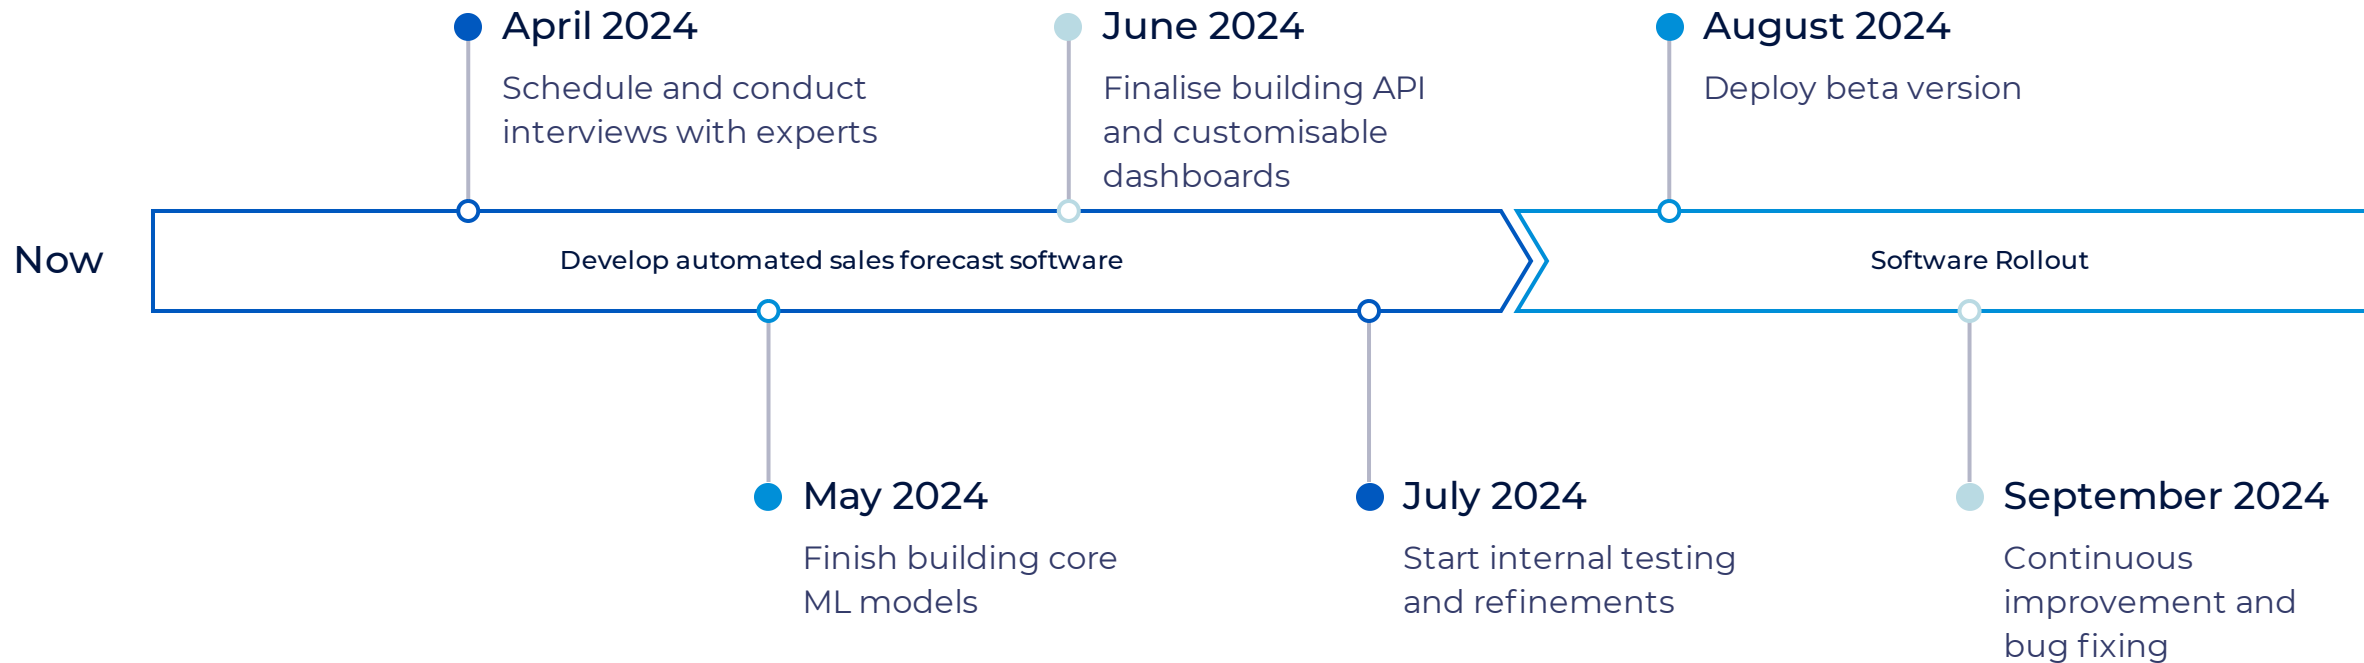 April 2024
Schedule and conduct
interviews with experts
June 2024
Finalise building API
and customisable
dashboards
August 2024
Deploy beta version
Now
Develop automated sales forecast software
Software Rollout
May 2024
Finish building core
ML models
July 2024
Start internal testing
and refinements
September 2024
Continuous
improvement and
bug fixing